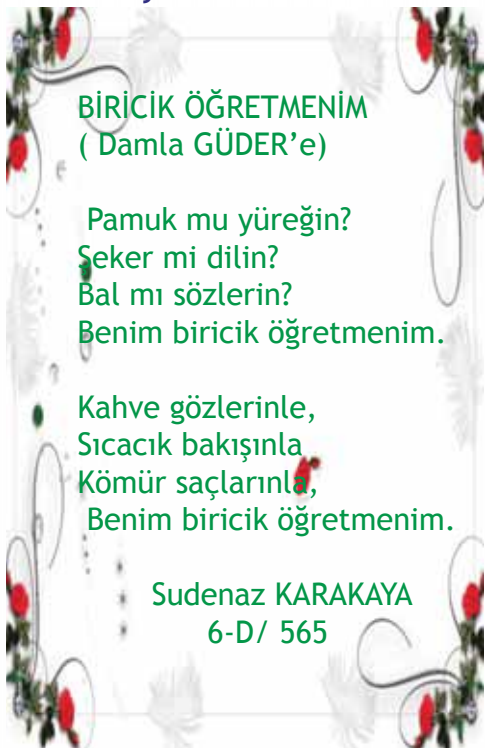 BİRİCİK ÖĞRETMENİM
( Damla GÜDER’e)
Pamuk mu yüreğin?
Şeker mi dilin?
Bal mı sözlerin?
Benim biricik öğretmenim.
Kahve gözlerinle,
Sıcacık bakışınla
Kömür saçlarınla,
Benim biricik öğretmenim.
Sudenaz KARAKAYA
6-D/ 565